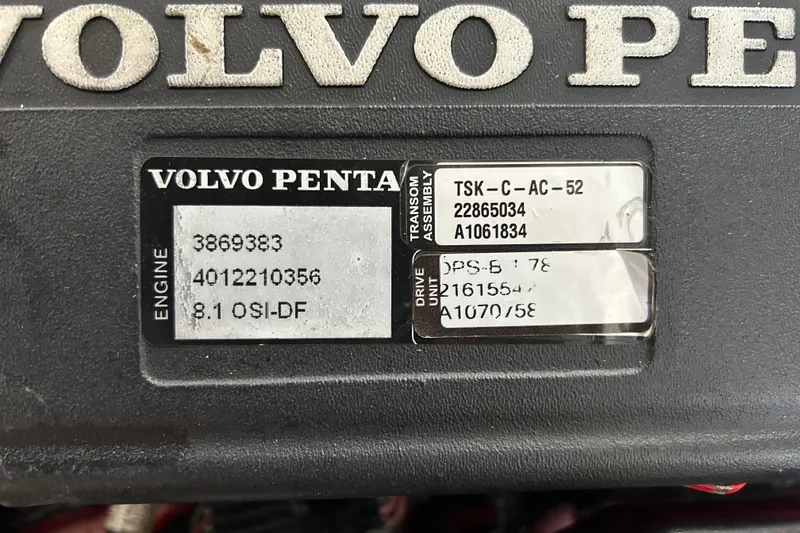 VOLVO PE
VOLVO PENTA
ENGINE
3869383
4012210356
8.1 OSI-DF
TRANSOM
ASSEMBLY
TSK-C-AC-52
22865034
A1061834
DRIVE
UNIT
A1070758